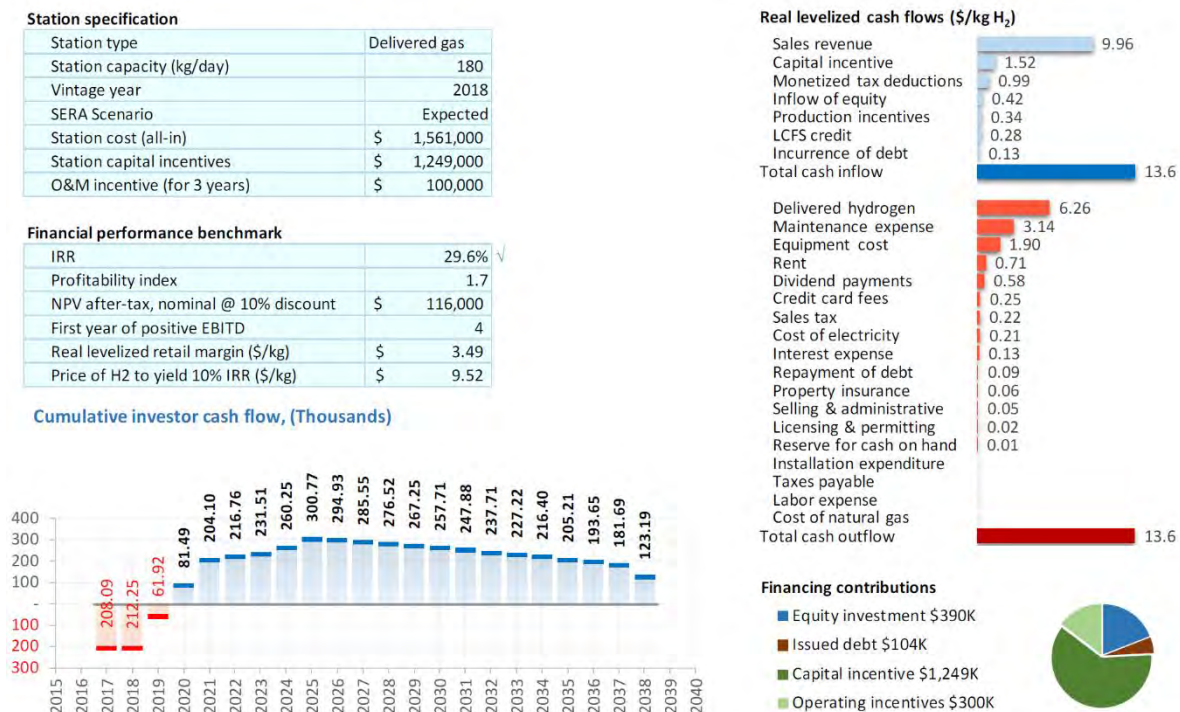 Station specification
Station type Delivered gas
Station capacity (kg/day) 180
Vintage year 2018
SERA Scenario Expected
Station cost (all-in) $ 1,561,000
Station capital incentives $ 1,249,000
O&M incentive (for 3 years) $ 100,000
Financial performance benchmark
IRR 29.6% √
Profitability index 1.7
NPV after-tax, nominal @ 10% discount $ 116,000
First year of positive EBITD 4
Real levelized retail margin ($/kg) $ 3.49
Price of H2 to yield 10% IRR ($/kg) $ 9.52
Cumulative investor cash flow, (Thousands)
400
300
200
100
-
100
200
300
208.09
212.25
61.92
81.49
204.10
216.76
231.51
260.25
300.77
294.93
285.55
276.52
267.25
257.71
247.88
237.71
227.22
216.40
205.21
193.65
181.69
123.19
2015
2016
2017
2018
2019
2020
2021
2022
2023
2024
2025
2026
2027
2028
2029
2030
2031
2032
2033
2034
2035
2036
2037
2038
2039
2040
Real levelized cash flows ($/kg H₂)
Sales revenue 9.96
Capital incentive 1.52
Monetized tax deductions 0.99
Inflow of equity 0.42
Production incentives 0.34
LCFS credit 0.28
Incurrence of debt 0.13
Total cash inflow 13.6
Delivered hydrogen 6.26
Maintenance expense 3.14
Equipment cost 1.90
Rent 0.71
Dividend payments 0.58
Credit card fees 0.25
Sales tax 0.22
Cost of electricity 0.21
Interest expense 0.13
Repayment of debt 0.09
Property insurance 0.06
Selling & administrative 0.05
Licensing & permitting 0.02
Reserve for cash on hand 0.01
Installation expenditure
Taxes payable
Labor expense
Cost of natural gas
Total cash outflow 13.6
Financing contributions
Equity investment $390K
Issued debt $104K
Capital incentive $1,249K
Operating incentives $300K